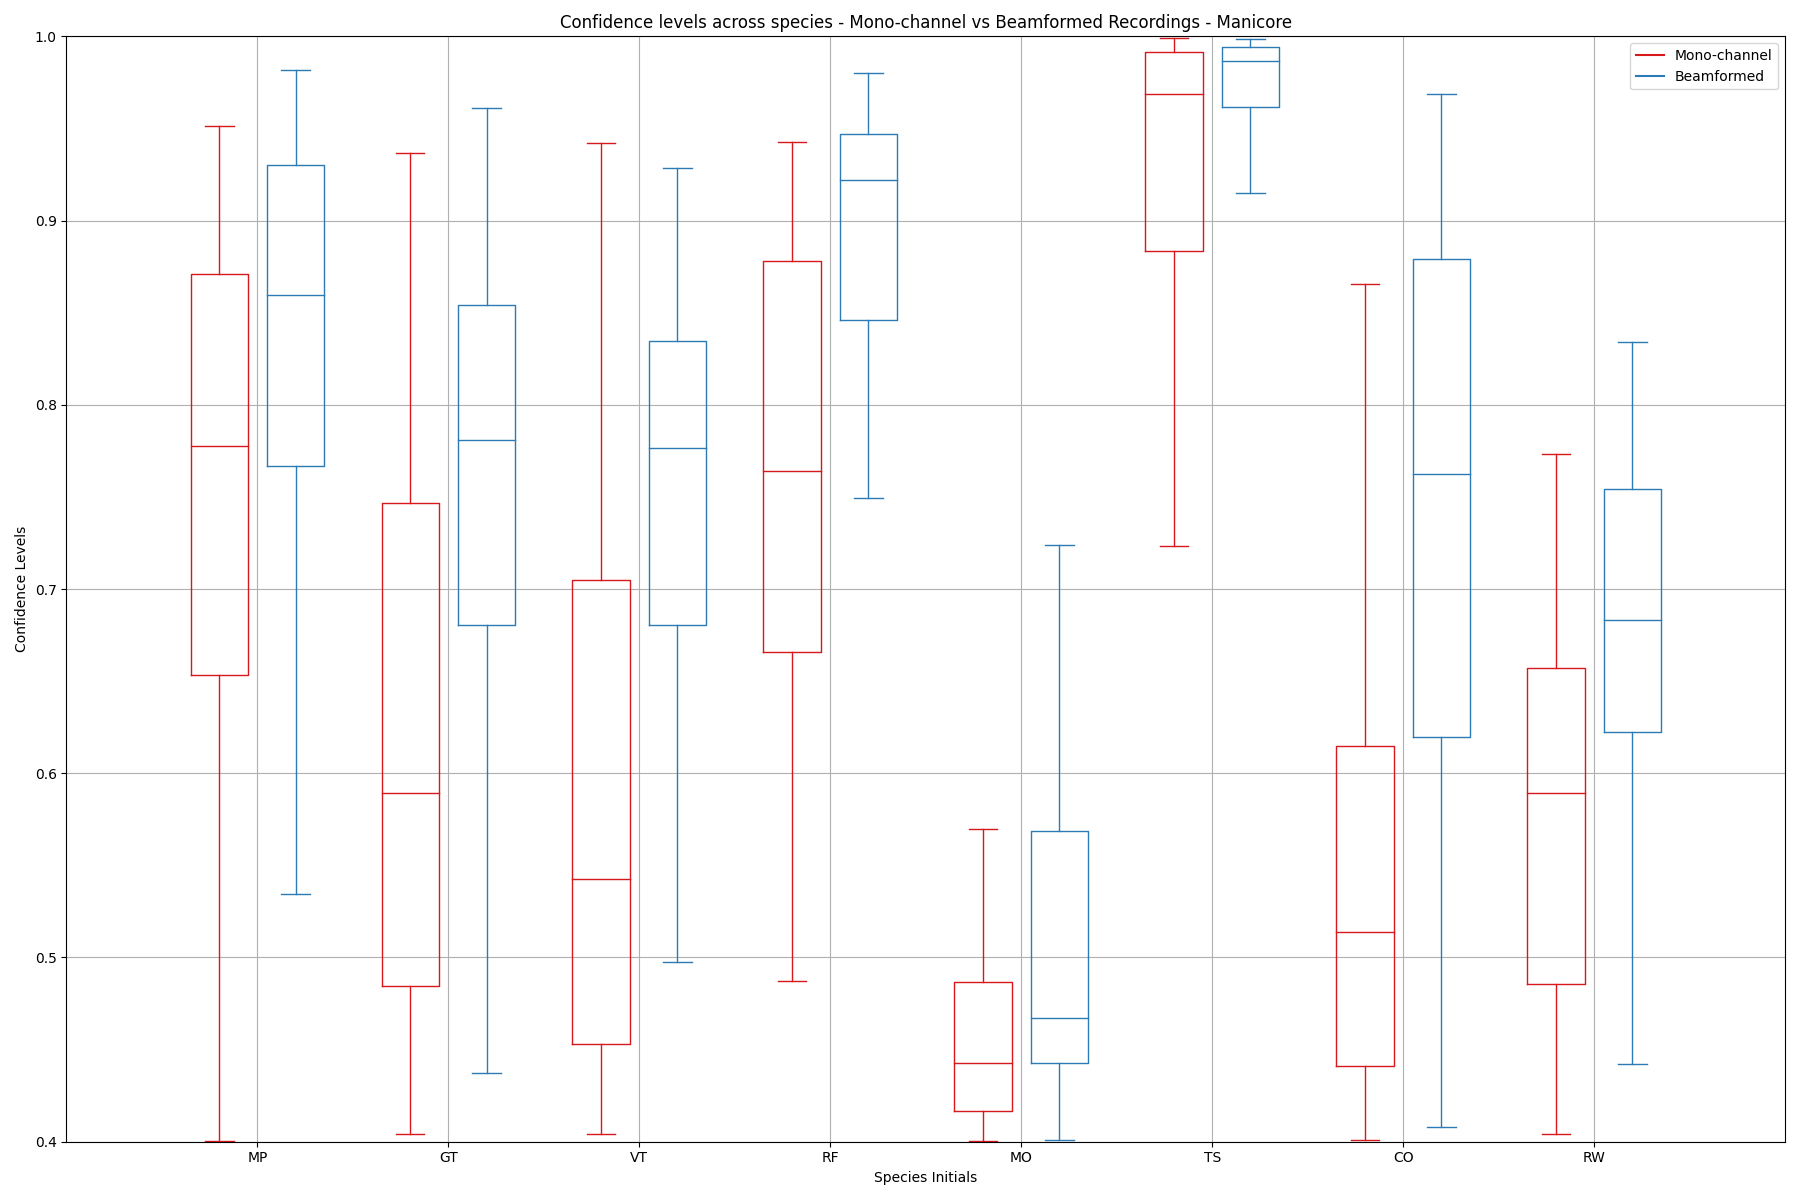 Confidence levels across species - Mono-channel vs Beamformed Recordings - Manicore
Mono-channel
Beamformed
Confidence Levels
1.0
0.9
0.8
0.7
0.6
0.5
0.4
MP GT VT RF MO TS CO RW
Species Initials